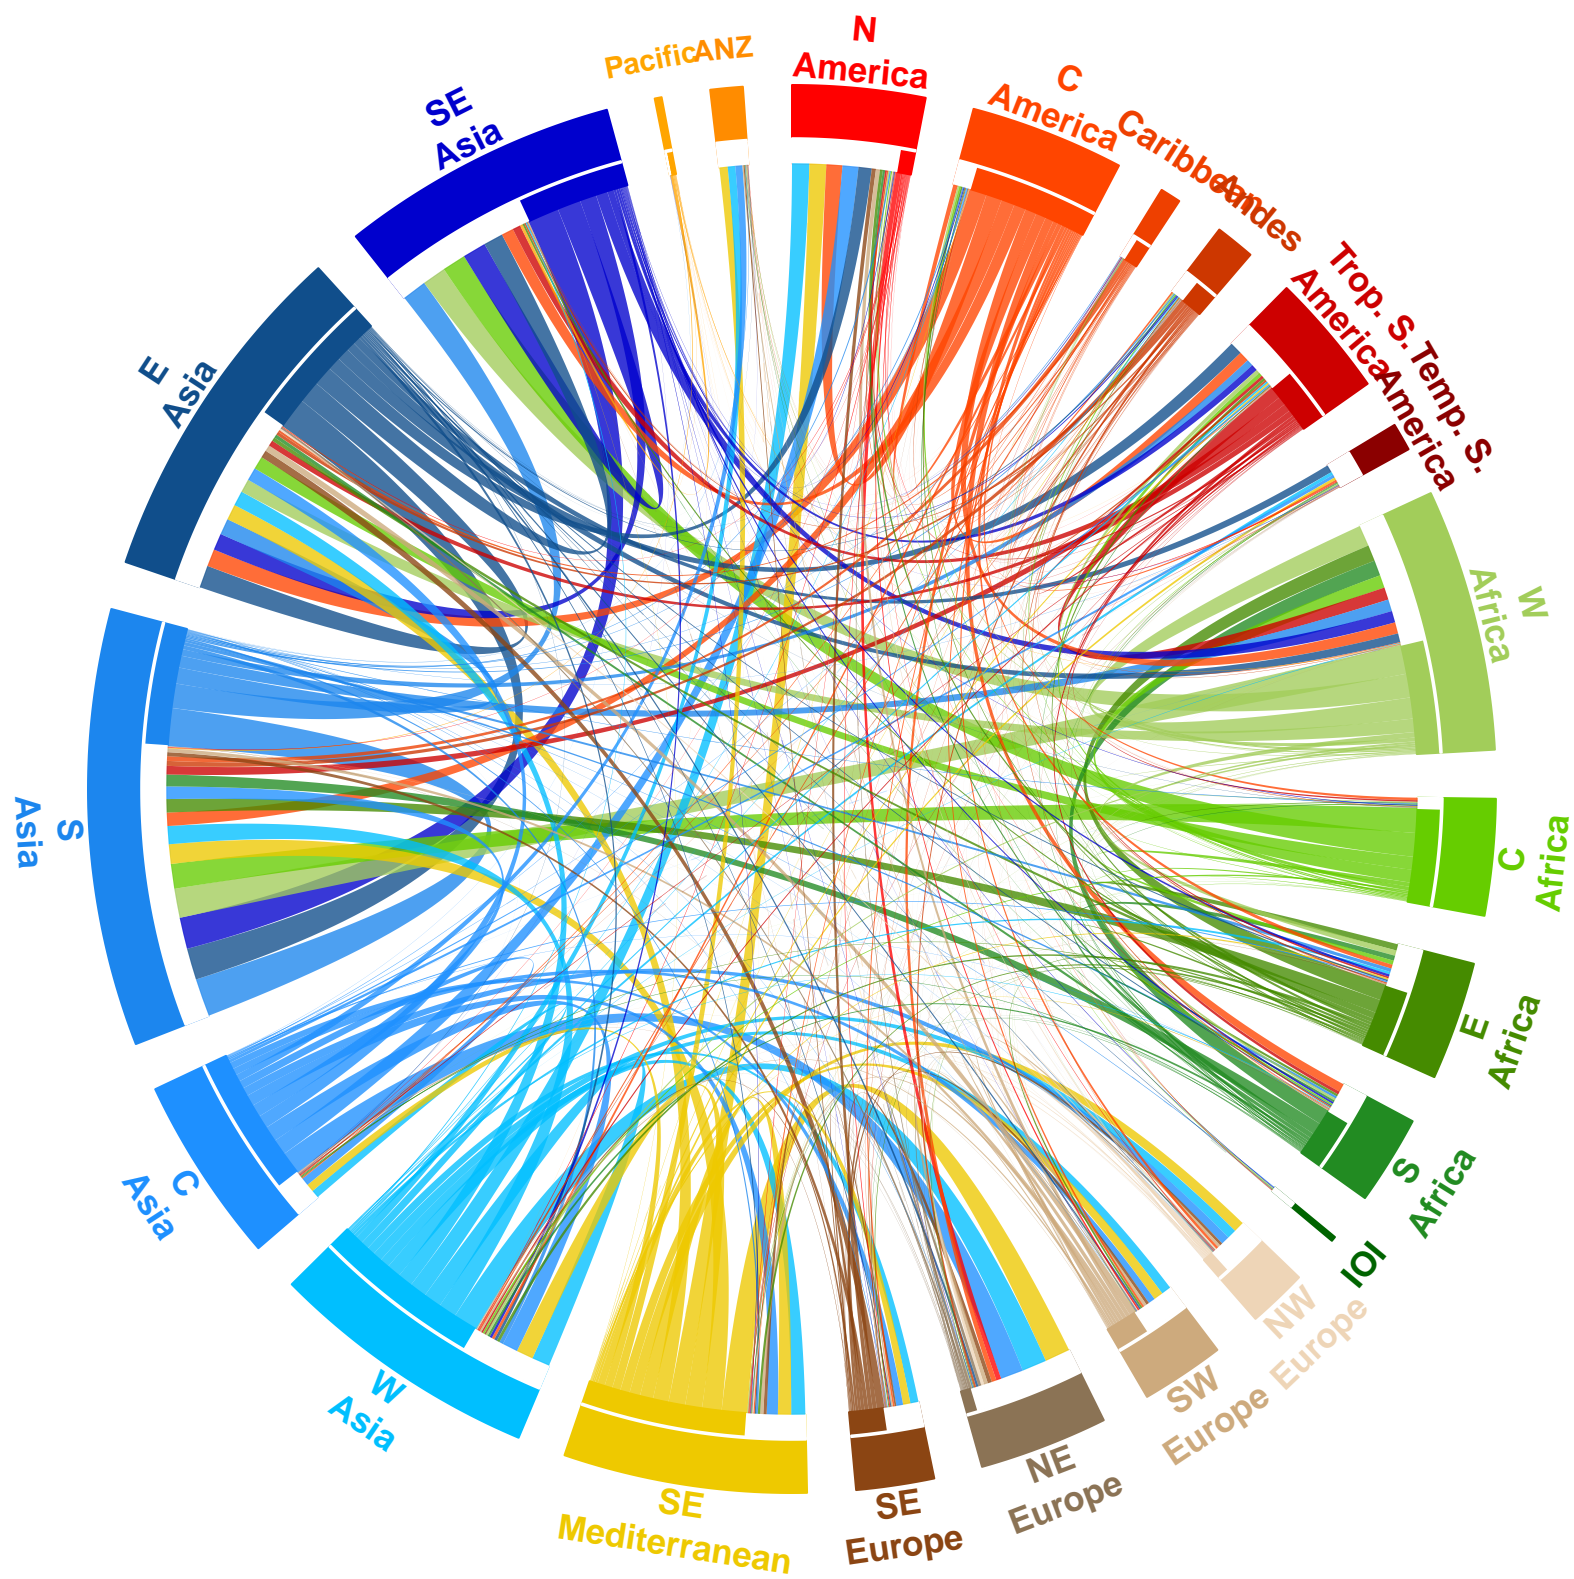 N
America
C
America
Caribbean
Andes
Trop. S.
America
Temp. S.
America
W
Africa
C
Africa
E
Africa
S
Africa
IOI
NW
Europe
SW
Europe
NE
Europe
SE
Europe
SE
Mediterranean
W
Asia
C
Asia
S
Asia
E
Asia
SE
Asia
Pacific
ANZ